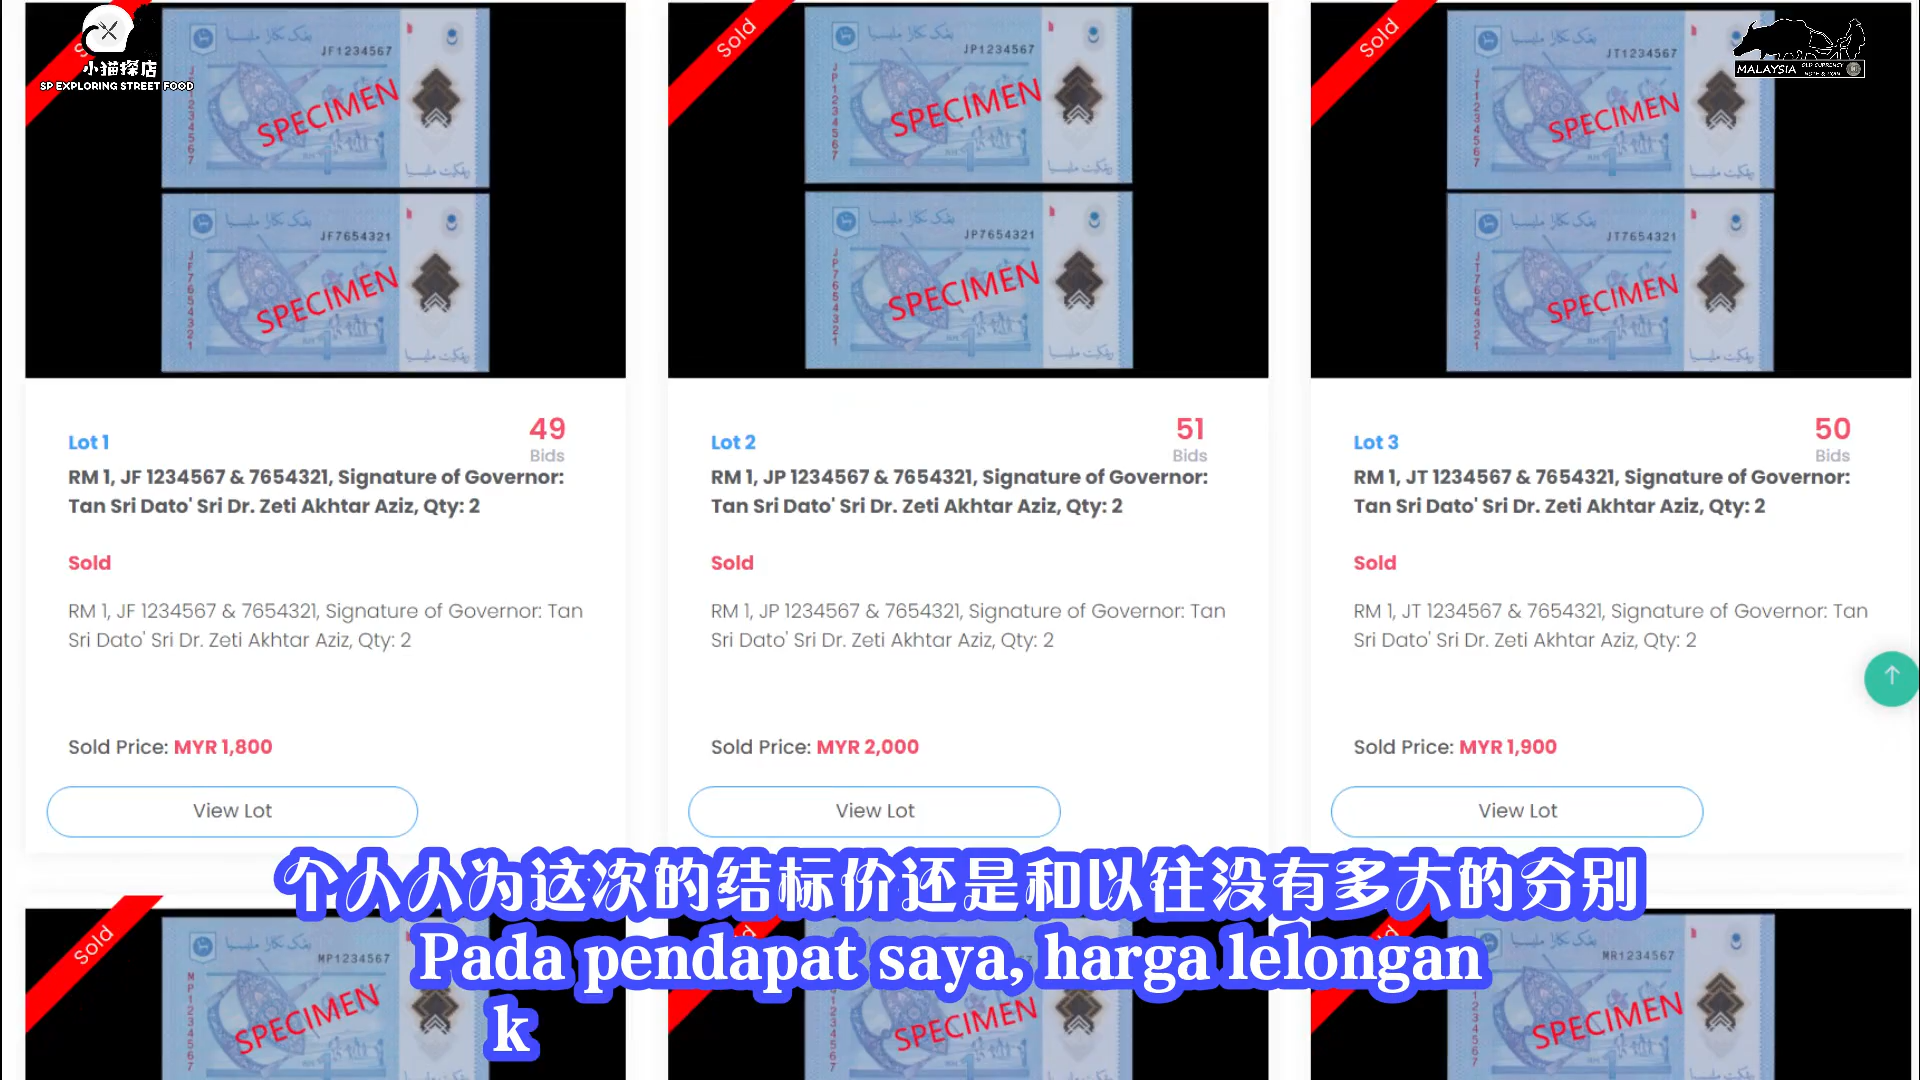 小猫探店
SP EXPLORING STREET FOOD
MALAYSIA
Sold
Sold
JF1234567
JF1234567
SPECIMEN
JF7654321
JF7654321
SPECIMEN
JP1234567
JP1234567
SPECIMEN
JP7654321
JP7654321
SPECIMEN
JT1234567
JT1234567
SPECIMEN
JT7654321
JT7654321
SPECIMEN
Lot 1
49
Bids
RM 1, JF 1234567 & 7654321, Signature of Governor:
Tan Sri Dato' Sri Dr. Zeti Akhtar Aziz, Qty: 2
Sold
RM 1, JF 1234567 & 7654321, Signature of Governor: Tan
Sri Dato' Sri Dr. Zeti Akhtar Aziz, Qty: 2
Sold Price: MYR 1,800
View Lot
Lot 2
51
Bids
RM 1, JP 1234567 & 7654321, Signature of Governor:
Tan Sri Dato' Sri Dr. Zeti Akhtar Aziz, Qty: 2
Sold
RM 1, JP 1234567 & 7654321, Signature of Governor: Tan
Sri Dato' Sri Dr. Zeti Akhtar Aziz, Qty: 2
Sold Price: MYR 2,000
View Lot
Lot 3
50
Bids
RM 1, JT 1234567 & 7654321, Signature of Governor:
Tan Sri Dato' Sri Dr. Zeti Akhtar Aziz, Qty: 2
Sold
RM 1, JT 1234567 & 7654321, Signature of Governor: Tan
Sri Dato' Sri Dr. Zeti Akhtar Aziz, Qty: 2
Sold Price: MYR 1,900
View Lot
个人人为这次的结标价还是和以往没有多大的分别
Pada pendapat saya, harga lelongan
k
Sold
MP1234567
SPECIMEN
SPECIMEN
MR1234567
SPECIMEN